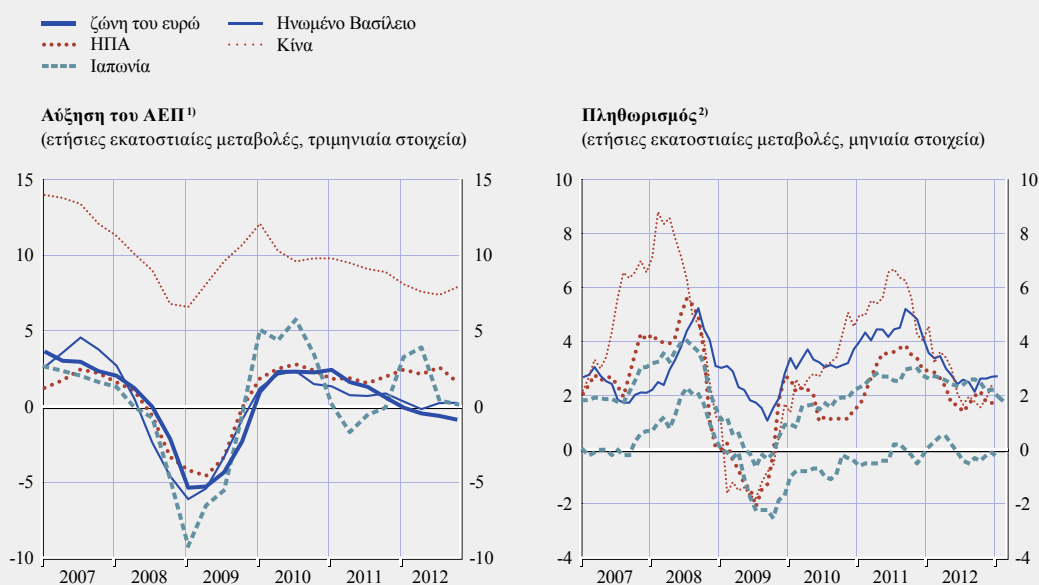 ζώνη του ευρώ
ΗΠΑ
Ιαπωνία
Ηνωμένο Βασίλειο
Κίνα
Αύξηση του ΑΕΠ 1)
(ετήσιες εκατοστιαίες μεταβολές, τριμηνιαία στοιχεία)
15 15
10 10
5 5
0 0
-5 -5
-10 -10
2007 2008 2009 2010 2011 2012
Πληθωρισμός 2)
(ετήσιες εκατοστιαίες μεταβολές, μηνιαία στοιχεία)
10 10
8 8
6 6
4 4
2 2
0 0
-2 -2
-4 -4
2007 2008 2009 2010 2011 2012